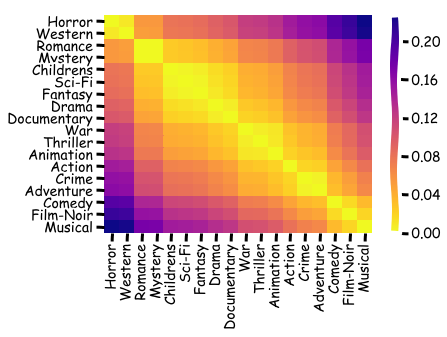 Horror
Western
Romance
Mystery
Childrens
Sci-Fi
Fantasy
Drama
Documentary
War
Thriller
Animation
Action
Crime
Adventure
Comedy
Film-Noir
Musical
0.20
0.16
0.12
0.08
0.04
0.00
Horror
Western
Romance
Mystery
Childrens
Sci-Fi
Fantasy
Drama
Documentary
War
Thriller
Animation
Action
Crime
Adventure
Comedy
Film-Noir
Musical